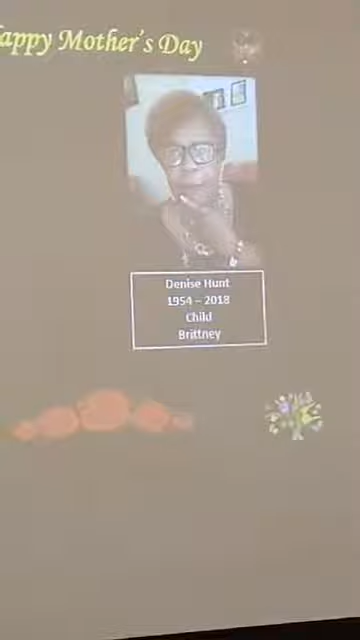 appy Mother's Day
Denise Hunt
1954 – 2018
Child
Brittney